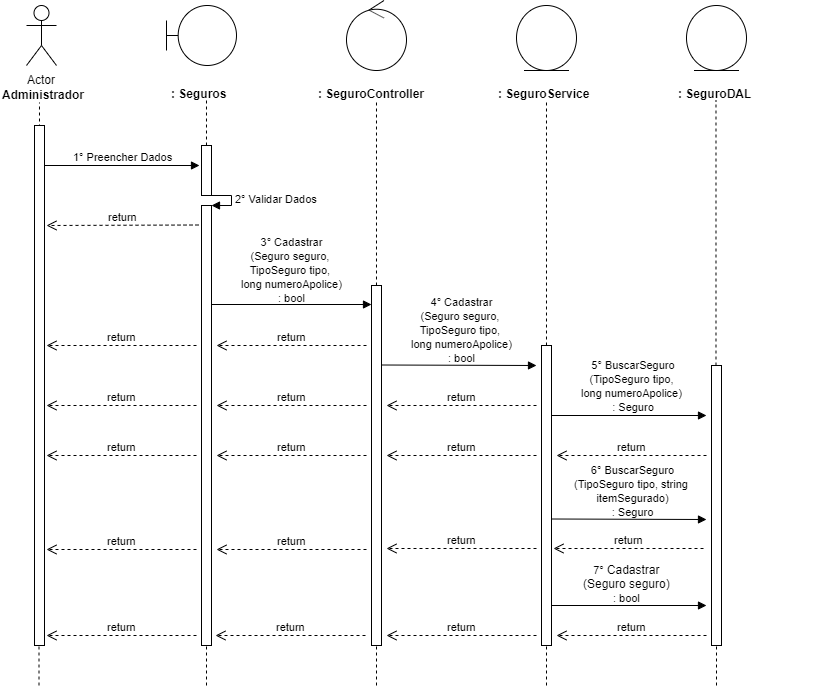 Actor
Administrador
: Seguros
: SeguroController
: SeguroService
: SeguroDAL
1° Preencher Dados
2° Validar Dados
return
3° Cadastrar
(Seguro seguro,
TipoSeguro tipo,
long numeroApolice)
: bool
4° Cadastrar
(Seguro seguro,
TipoSeguro tipo,
long numeroApolice)
: bool
return
return
5° BuscarSeguro
(TipoSeguro tipo,
long numeroApolice)
: Seguro
return
return
return
return
return
return
return
6° BuscarSeguro
(TipoSeguro tipo, string
itemSegurado)
: Seguro
return
return
return
return
7° Cadastrar
(Seguro seguro)
: bool
return
return
return
return